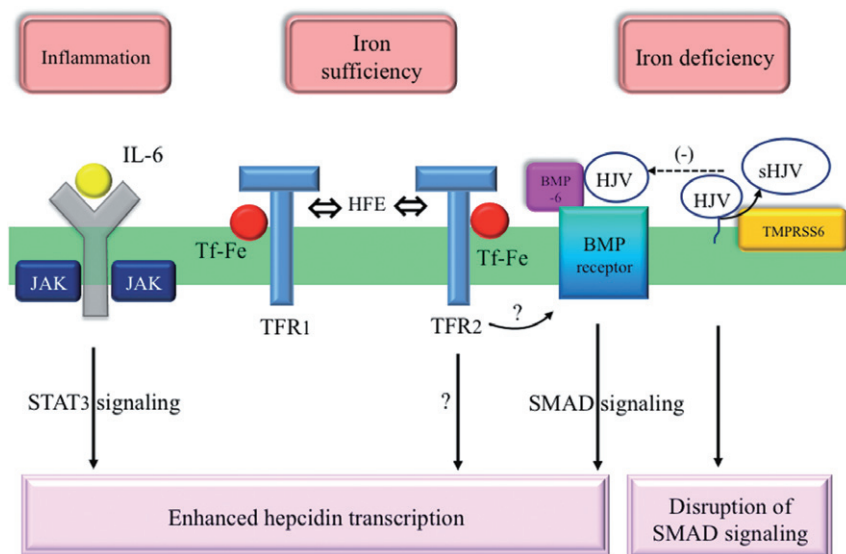 Inflammation
Iron
sufficiency
Iron deficiency
IL-6
JAK
JAK
STAT3 signaling
Tf-Fe
HFE
TFR1
Tf-Fe
TFR2
?
?
BMP
-6
HJV
BMP
receptor
(-)
HJV
sHJV
TMPRSS6
SMAD signaling
Enhanced hepcidin transcription
Disruption of
SMAD signaling